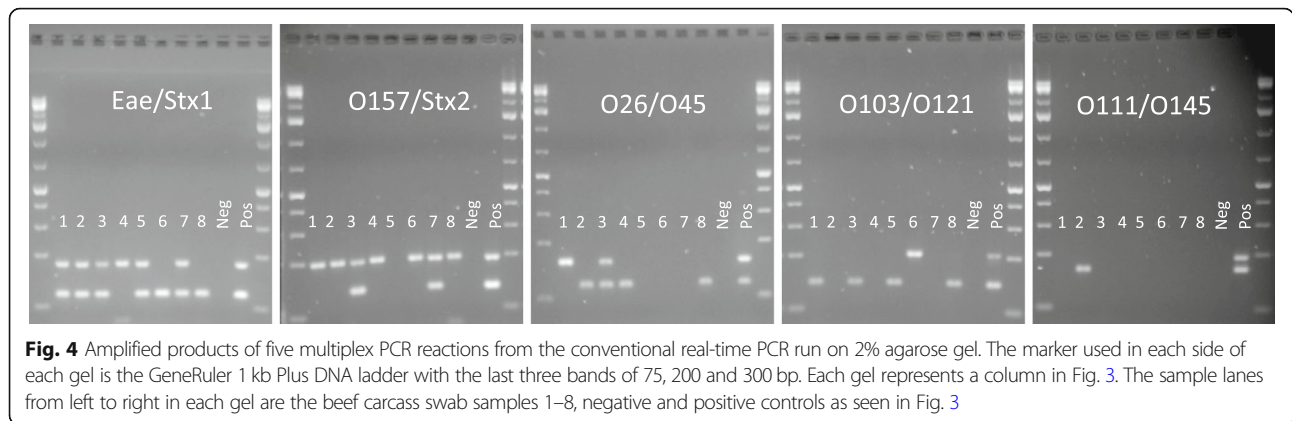 Eae/Stx1
O157/Stx2
O26/O45
O103/O121
O111/O145
1 2 3 4 5 6 7 8 Neg Pos
1 2 3 4 5 6 7 8 Neg Pos
1 2 3 4 5 6 7 8 Neg Pos
1 2 3 4 5 6 7 8 Neg Pos
1 2 3 4 5 6 7 8 Neg Pos
Fig. 4 Amplified products of five multiplex PCR reactions from the conventional real-time PCR run on 2% agarose gel. The marker used in each side of
each gel is the GeneRuler 1 kb Plus DNA ladder with the last three bands of 75, 200 and 300 bp. Each gel represents a column in Fig. 3. The sample lanes
from left to right in each gel are the beef carcass swab samples 1–8, negative and positive controls as seen in Fig. 3